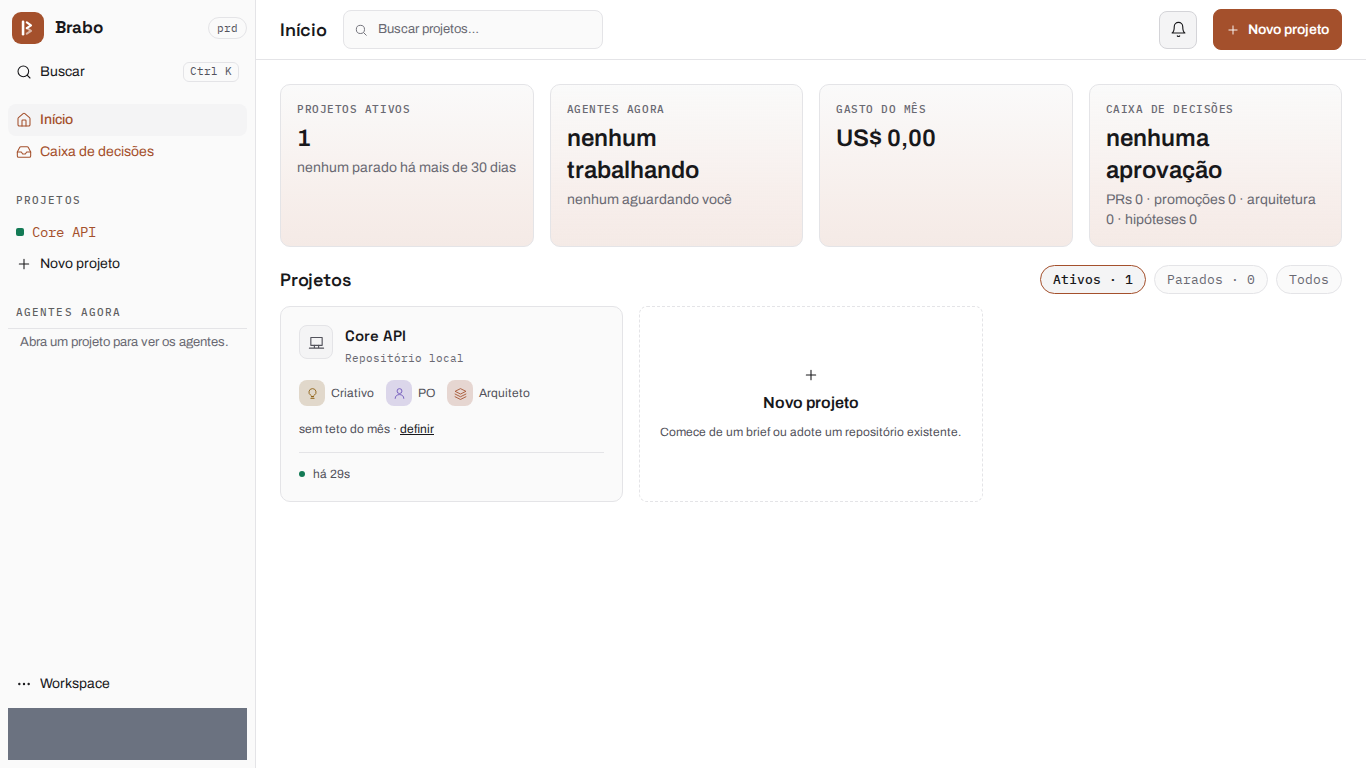 Brabo
prd
Buscar
Ctrl K
Início
Caixa de decisões
PROJETOS
Core API
Novo projeto
AGENTES AGORA
Abra um projeto para ver os agentes.
Workspace
Início
Buscar projetos...
Novo projeto
PROJETOS ATIVOS
1
nenhum parado há mais de 30 dias
AGENTES AGORA
nenhum
trabalhando
nenhum aguardando você
GASTO DO MÊS
US$ 0,00
CAIXA DE DECISÕES
nenhuma
aprovação
PRs 0 · promoções 0 · arquitetura
0 · hipóteses 0
Projetos
Ativos · 1
Parados · 0
Todos
Core API
Repositório local
Criativo
PO
Arquiteto
sem teto do mês · definir
há 29s
Novo projeto
Comece de um brief ou adote um repositório existente.